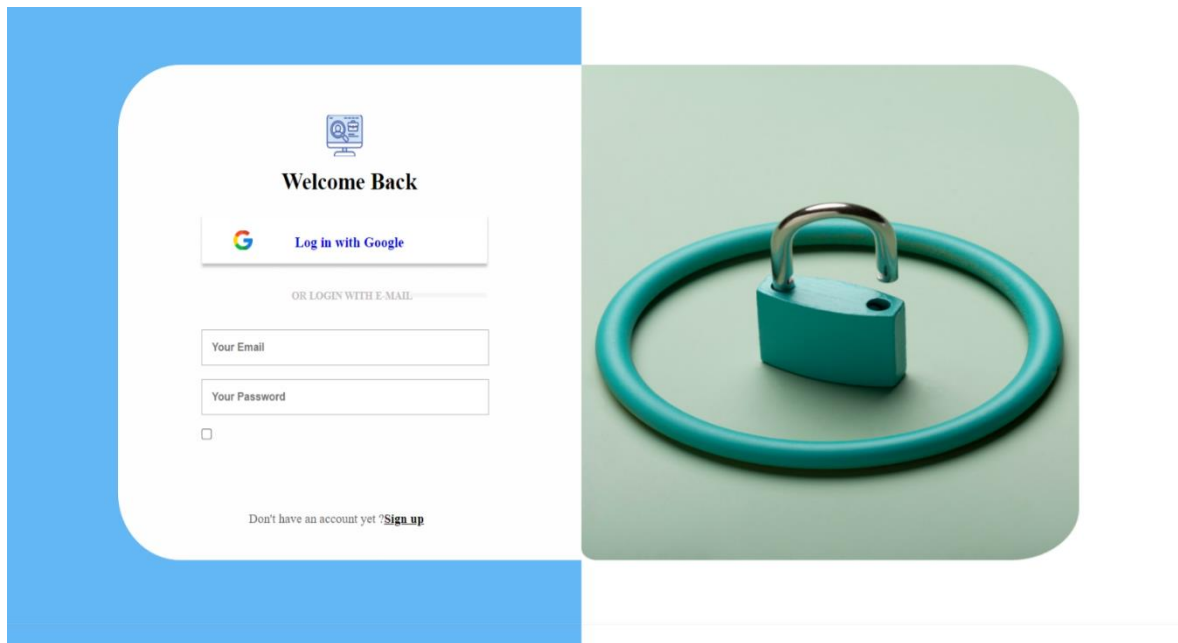 Welcome Back
Log in with Google
OR LOGIN WITH E-MAIL
Your Email
Your Password
Don't have an account yet ?Sign up